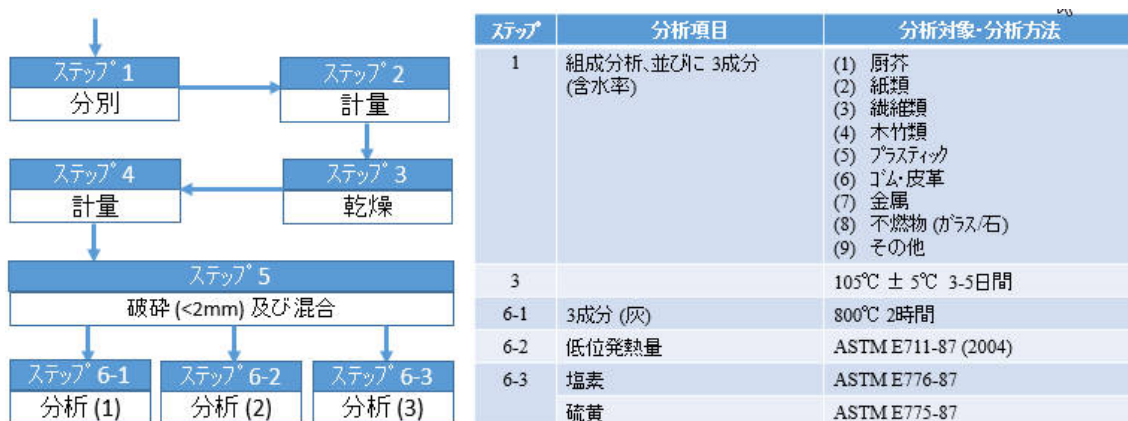 ステップ 1
分別
ステップ 2
計量
ステップ 4
計量
ステップ 3
乾燥
ステップ 5
破砕 (<2mm) 及び混合
ステップ 6-1
分析 (1)
ステップ 6-2
分析 (2)
ステップ 6-3
分析 (3)
ステップ 分析項目 分析対象・分析方法
1 組成分析、並びに 3成分
(含水率)
(1) 厨芥
(2) 紙類
(3) 繊維類
(4) 木竹類
(5) プラスティック
(6) ゴム・皮革
(7) 金属
(8) 不燃物 (ガラス/石)
(9) その他
3 105℃ ± 5℃ 3-5日間
6-1 3成分 (灰) 800℃ 2時間
6-2 低位発熱量 ASTM E711-87 (2004)
6-3 塩素 ASTM E776-87
硫黄 ASTM E775-87